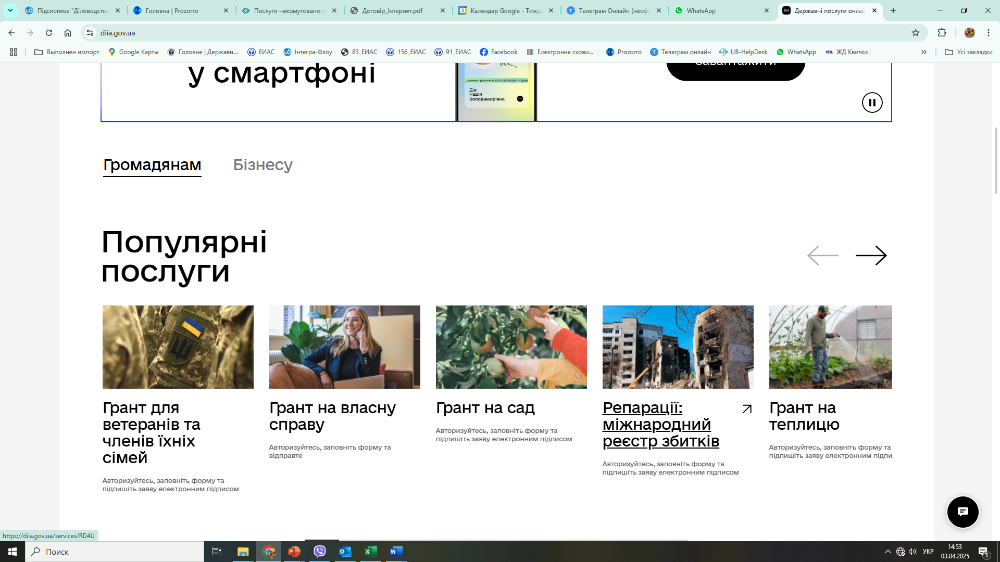 Підсистема "Діловодство
Головна | Prozorro
Послуги некомутованого
Договір_Інтернет.pdf
Календар Google - Тижд
Телеграм Онлайн (неофі
WhatsApp
Державні послуги онлай
diia.gov.ua
Выполнен импорт
Google Карты
Головне | Державн...
ЕИАС
Інтегра-Флоу
83_ЕИАС
156_ЕИАС
91_ЕИАС
Facebook
Електронне схови...
Prozorro
Телеграм онлайн
UB-HelpDesk
WhatsApp
ЖД Квитки
Усі закладки
у смартфоні
Документ дійсний на 10:30 | 24.08.2024
Дія
Надія
Володимирівна
Завантажити
Громадянам
Бізнесу
Популярні
послуги
Грант для
ветеранів та
членів їхніх
сімей
Авторизуйтесь, заповніть форму та
підпишіть заяву електронним підписом
Грант на власну
справу
Авторизуйтесь, заповніть форму та
відправте
Грант на сад
Авторизуйтесь, заповніть форму та
підпишіть заяву електронним підписом
Репарації:
міжнародний
реєстр збитків
Авторизуйтесь, заповніть форму та
підпишіть заяву електронним підписом
Грант на
теплицю
Авторизуйтесь, заповніть форму та
підпишіть заяву електронним підпи
https://diia.gov.ua/services/RD4U
Поиск
УКР
14:53
03.04.2025
1